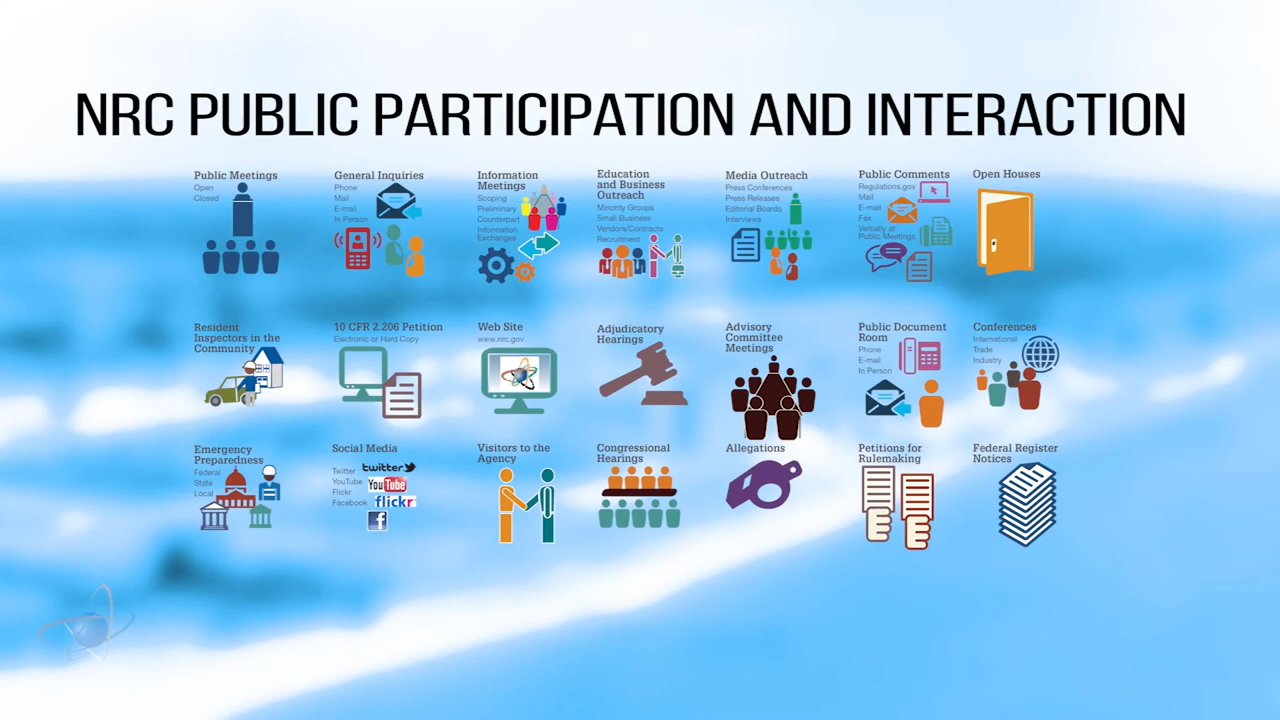 NRC PUBLIC PARTICIPATION AND INTERACTION
Public Meetings
Open
Closed
General Inquiries
Phone
Mail
E-mail
In Person
Information
Meetings
Scoping
Preliminary
Counterpart
Information
Exchanges
Education
and Business
Outreach
Minority Groups
Small Business
Vendors/Contracts
Recruitment
Media Outreach
Press Conferences
Press Releases
Editorial Boards
Interviews
Public Comments
Regulations.gov
Mail
E-mail
Fax
Verbally at
Public Meetings
Open Houses
Resident
Inspectors in the
Community
10 CFR 2.206 Petition
Electronic or Hard Copy
Web Site
www.nrc.gov
Adjudicatory
Hearings
Advisory
Committee
Meetings
Public Document
Room
Phone
E-mail
In Person
Conferences
International
Trade
Industry
Emergency
Preparedness
Federal
State
Local
Social Media
Twitter
twitter
YouTube
YouTube
Flickr
flickr
Facebook
f
Visitors to the
Agency
Congressional
Hearings
Allegations
Petitions for
Rulemaking
Federal Register
Notices